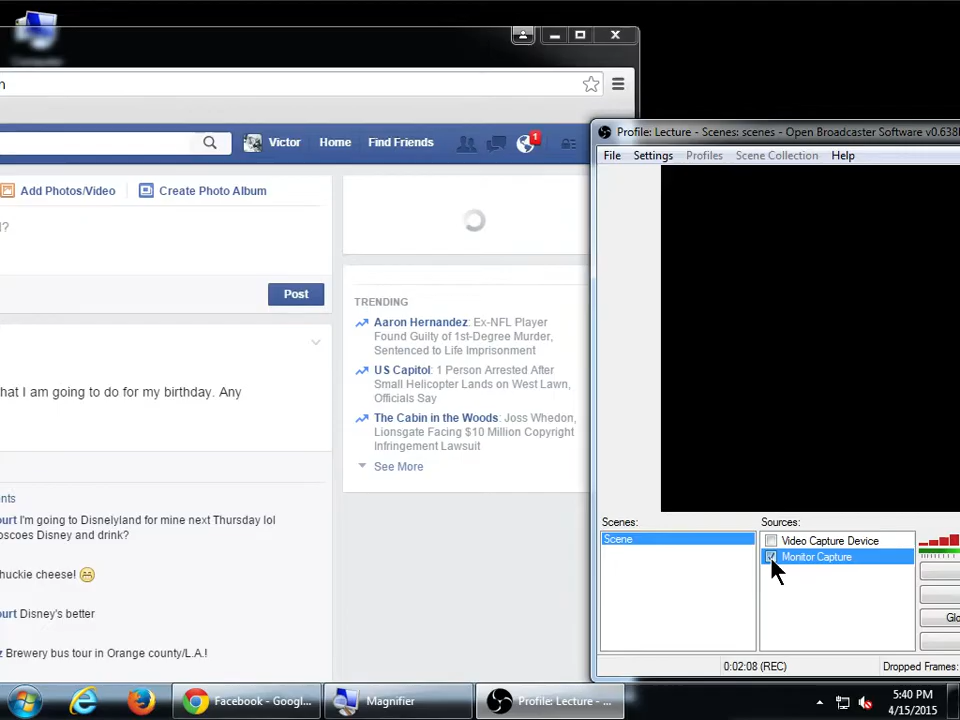 n
Victor Home Find Friends 1
Add Photos/Video Create Photo Album
l?
Post
hat I am going to do for my birthday. Any
nts
ourt I'm going to Disnelyland for mine next Thursday lol
oscoes Disney and drink?
huckie cheese!
ourt Disney's better
z Brewery bus tour in Orange county/L.A.!
TRENDING
Aaron Hernandez: Ex-NFL Player
Found Guilty of 1st-Degree Murder,
Sentenced to Life Imprisonment
US Capitol: 1 Person Arrested After
Small Helicopter Lands on West Lawn,
Officials Say
The Cabin in the Woods: Joss Whedon,
Lionsgate Facing $10 Million Copyright
Infringement Lawsuit
See More
Profile: Lecture - Scenes: scenes - Open Broadcaster Software v0.638
File Settings Profiles Scene Collection Help
Scenes: Sources:
Scene
Video Capture Device
Monitor Capture
Glo
0:02:08 (REC) Dropped Frames:
Facebook - Googl... Magnifier Profile: Lecture - ...
5:40 PM
4/15/2015